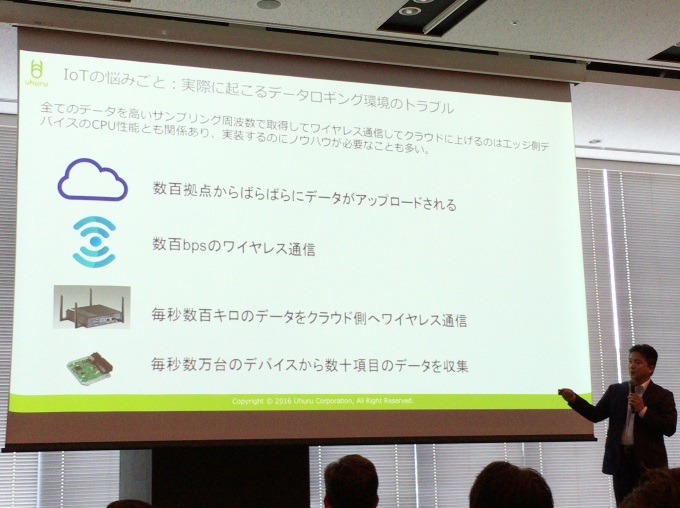 uhuru
IoTの悩みごと：実際に起こるデータロギング環境のトラブル
全てのデータを高いサンプリング周波数で取得してワイヤレス通信してクラウドに上げるのはエッジ側デ
バイスのCPU性能とも関係あり、実装するのにノウハウが必要なことも多い。
数百拠点からばらばらにデータがアップロードされる
数百bpsのワイヤレス通信
毎秒数百キロのデータをクラウド側へワイヤレス通信
毎秒数万台のデバイスから数十項目のデータを収集
Copyright © 2016 Uhuru Corporation, All Right Reserved.